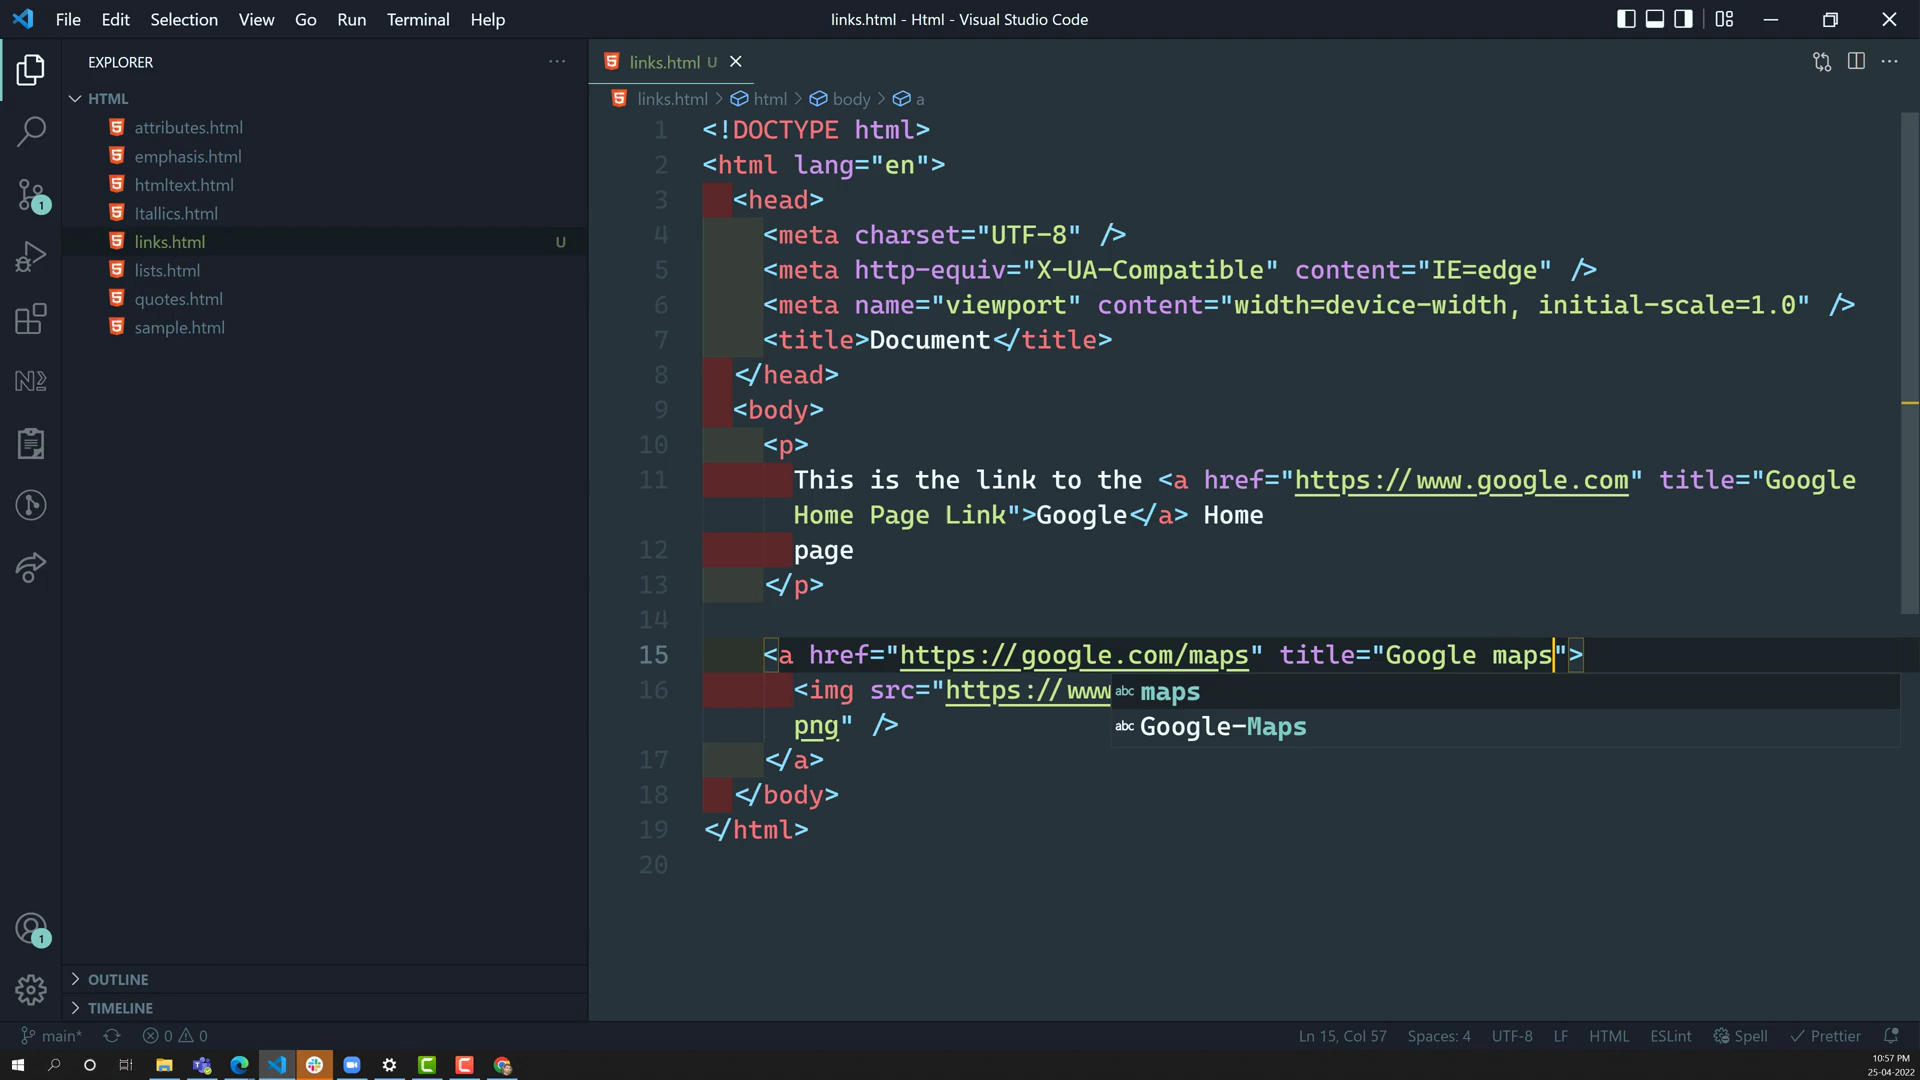 File Edit Selection View Go Run Terminal Help
links.html - Html - Visual Studio Code
EXPLORER
HTML
attributes.html
emphasis.html
htmltext.html
Itallics.html
links.html U
lists.html
quotes.html
sample.html
OUTLINE
TIMELINE
1
1
links.html U
links.html > html > body > a
1 <!DOCTYPE html>
2 <html lang="en">
3 <head>
4 <meta charset="UTF-8" />
5 <meta http-equiv="X-UA-Compatible" content="IE=edge" />
6 <meta name="viewport" content="width=device-width, initial-scale=1.0" />
7 <title>Document</title>
8 </head>
9 <body>
10 <p>
11 This is the link to the <a href="https://www.google.com" title="Google
Home Page Link">Google</a> Home
12 page
13 </p>
14
15 <a href="https://google.com/maps" title="Google maps">
16 <img src="https://www
abc maps
png" />
abc Google-Maps
17 </a>
18 </body>
19 </html>
20
main* 0 0
Ln 15, Col 57 Spaces: 4 UTF-8 LF HTML ESLint Spell Prettier
10:57 PM
25-04-2022